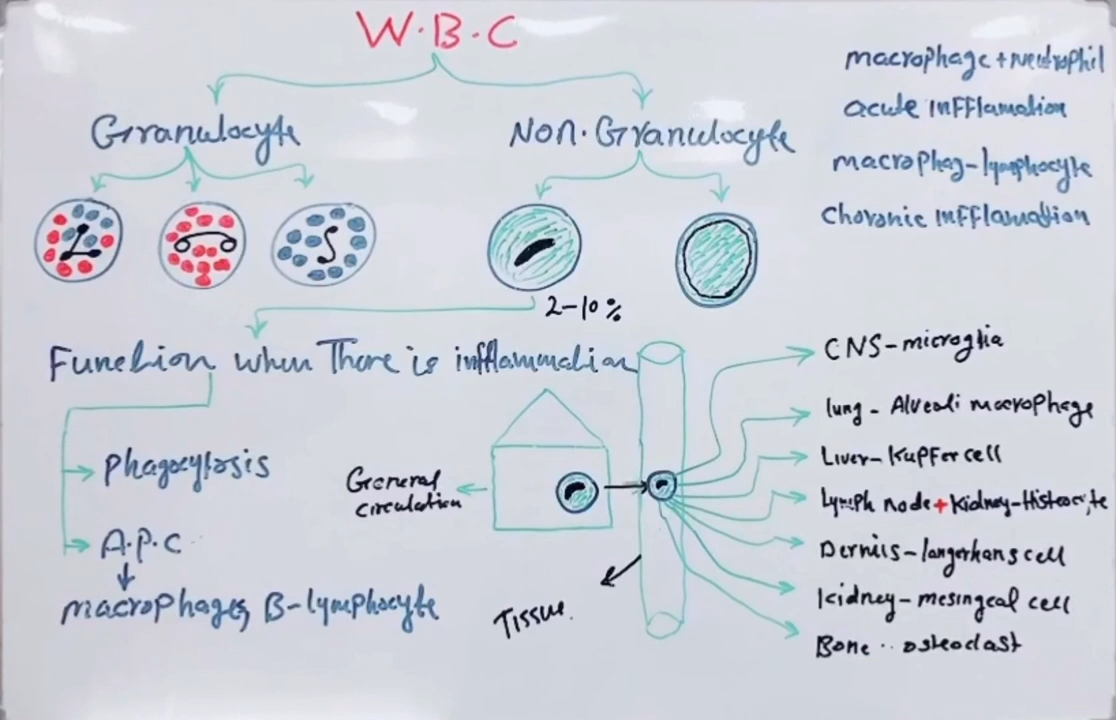 W.B.C
Granulocyte
Non.Granulocyte
macrophage + neutrophil
acute infflamation
macrophag-lymphocyte
choronic infflamation
2-10%
Function when There is infflammation
Phagocytosis
A.P.C
macrophages, B-lymphocyte
General
circulation
Tissue.
CNS-microglia
lung - Alveoli macrophage
Liver-Kupffer cell
Lymph node + Kidney-Histeocyte
Dermis-langerhans cell
kidney-mesingeal cell
Bone .. osteoclast